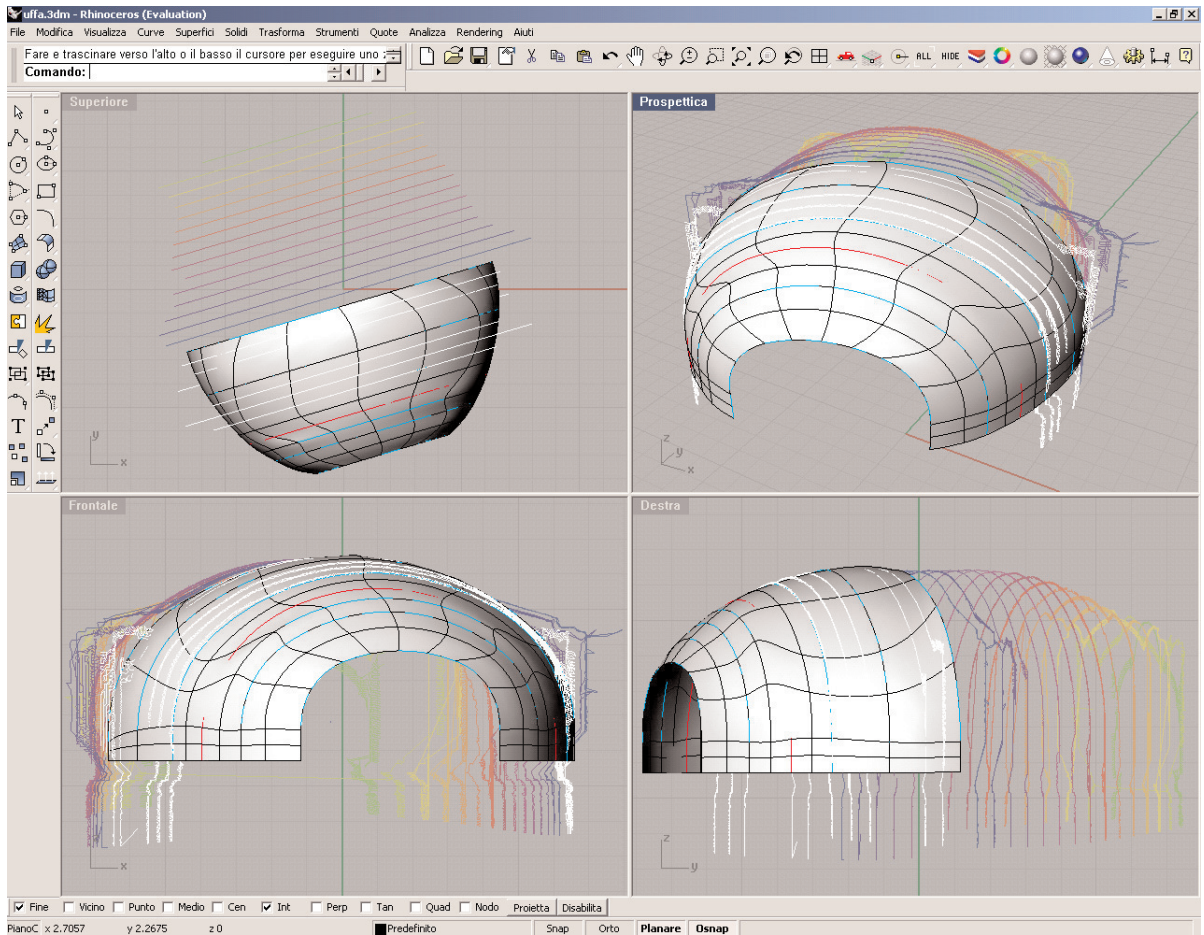 uffa.3dm - Rhinoceros (Evaluation)
File Modifica Visualizza Curve Superfici Solidi Trasforma Strumenti Quote Analizza Rendering Aiuti
Fare e trascinare verso l'alto o il basso il cursore per eseguire uno
Comando:
ALL HIDE
Superiore
Prospettica
y
x
z
y
x
T
Frontale
Destra
z
x
z
y
Fine Vicino Punto Medio Cen Int Perp Tan Quad Nodo Proietta Disabilita
PianoC x 2.7057 y 2.2675 z 0 Predefinito Snap Orto Planare Osnap